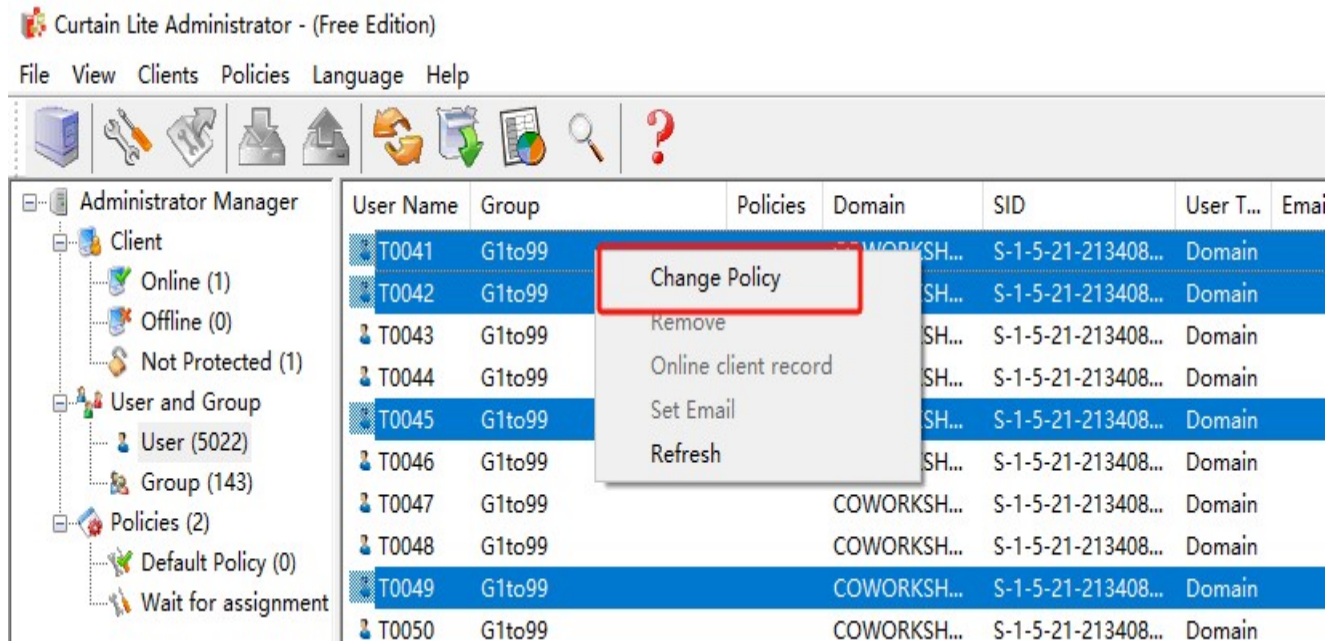 Curtain Lite Administrator - (Free Edition)
File View Clients Policies Language Help
Administrator Manager
Client
Online (1)
Offline (0)
Not Protected (1)
User and Group
User (5022)
Group (143)
Policies (2)
Default Policy (0)
Wait for assignment
User Name Group Policies Domain SID User T... Emai
T0041 G1to99 S-1-5-21-213408... Domain
T0042 G1to99 SH... S-1-5-21-213408... Domain
T0043 G1to99 SH... S-1-5-21-213408... Domain
T0044 G1to99 SH... S-1-5-21-213408... Domain
T0045 G1to99 SH... S-1-5-21-213408... Domain
T0046 G1to99 SH... S-1-5-21-213408... Domain
T0047 G1to99 COWORKSH... S-1-5-21-213408... Domain
T0048 G1to99 COWORKSH... S-1-5-21-213408... Domain
T0049 G1to99 COWORKSH... S-1-5-21-213408... Domain
T0050 G1to99 COWORKSH... S-1-5-21-213408... Domain
Change Policy
Remove
Online client record
Set Email
Refresh